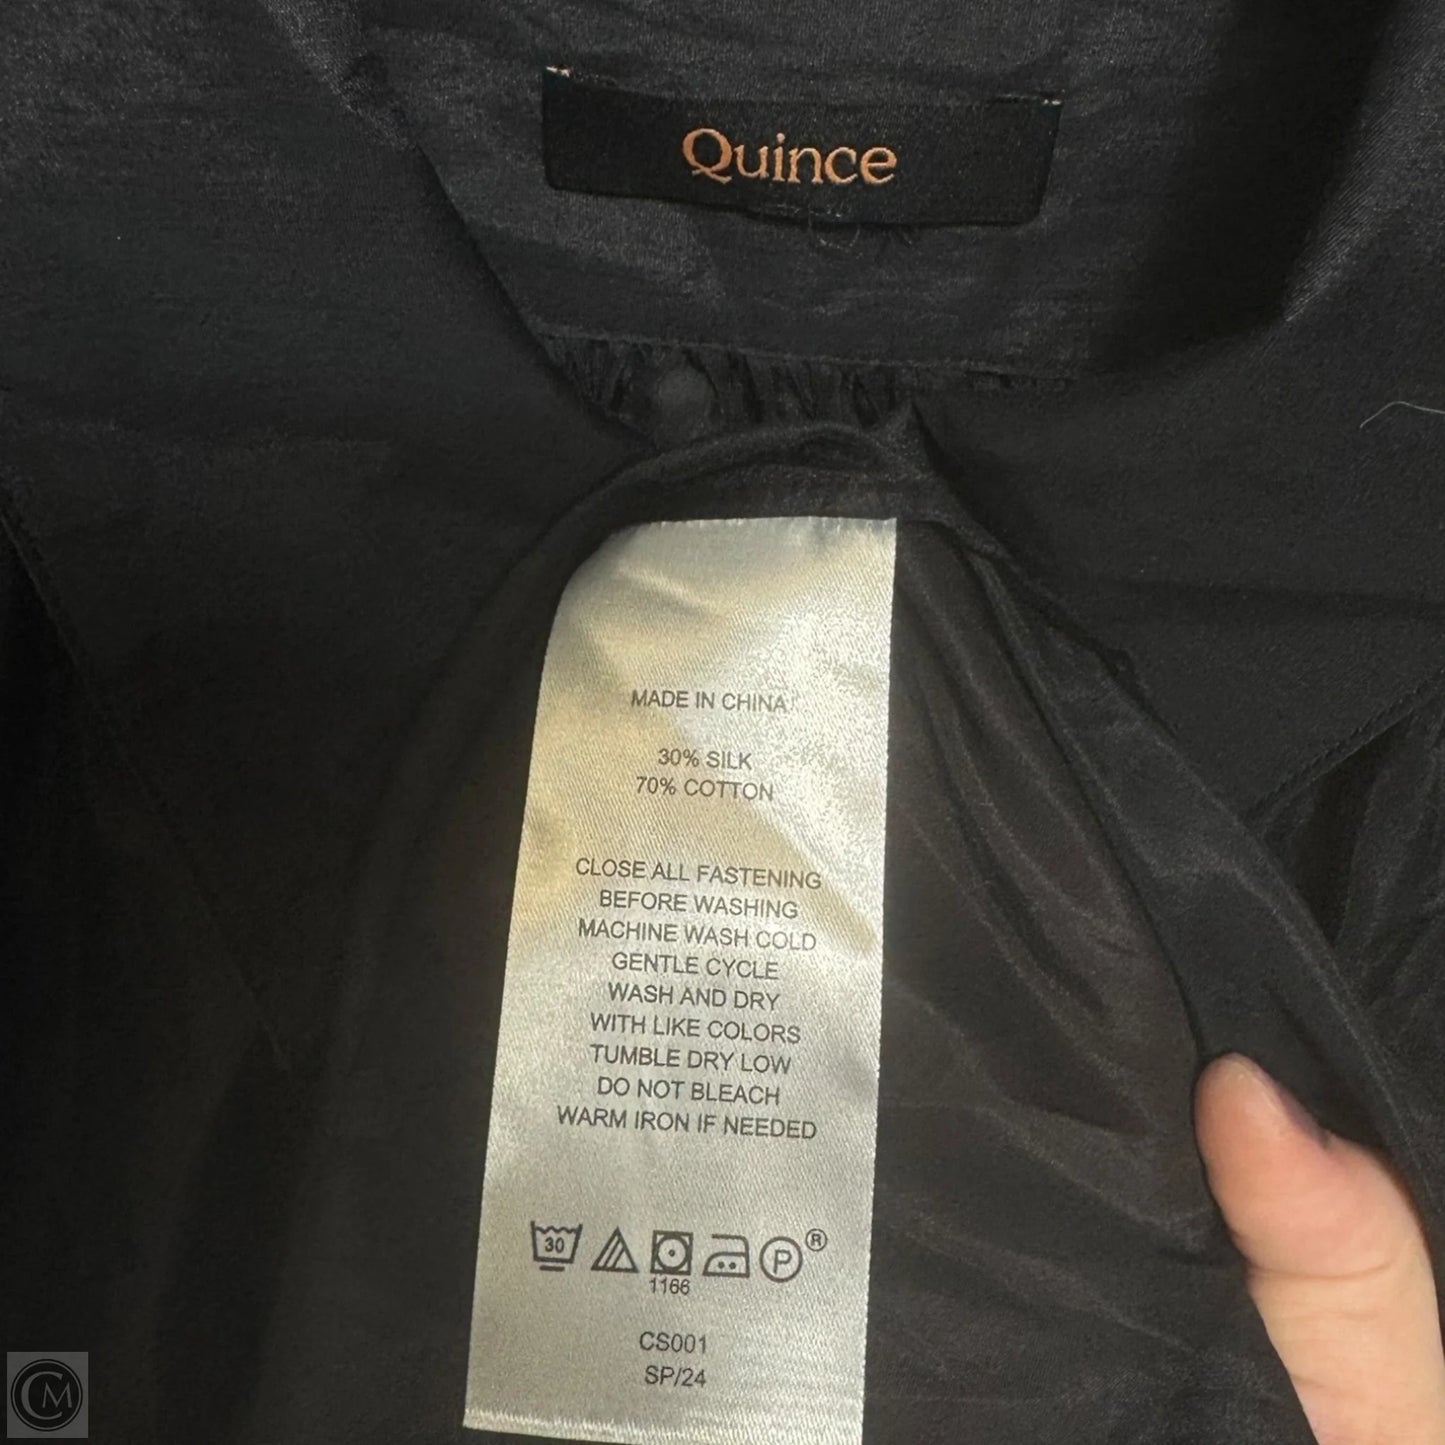 Quince
MADE IN CHINA
30% SILK
70% COTTON
CLOSE ALL FASTENING
BEFORE WASHING
MACHINE WASH COLD
GENTLE CYCLE
WASH AND DRY
WITH LIKE COLORS
TUMBLE DRY LOW
DO NOT BLEACH
WARM IRON IF NEEDED
30 P ®
1166
CS001
SP/24
CM